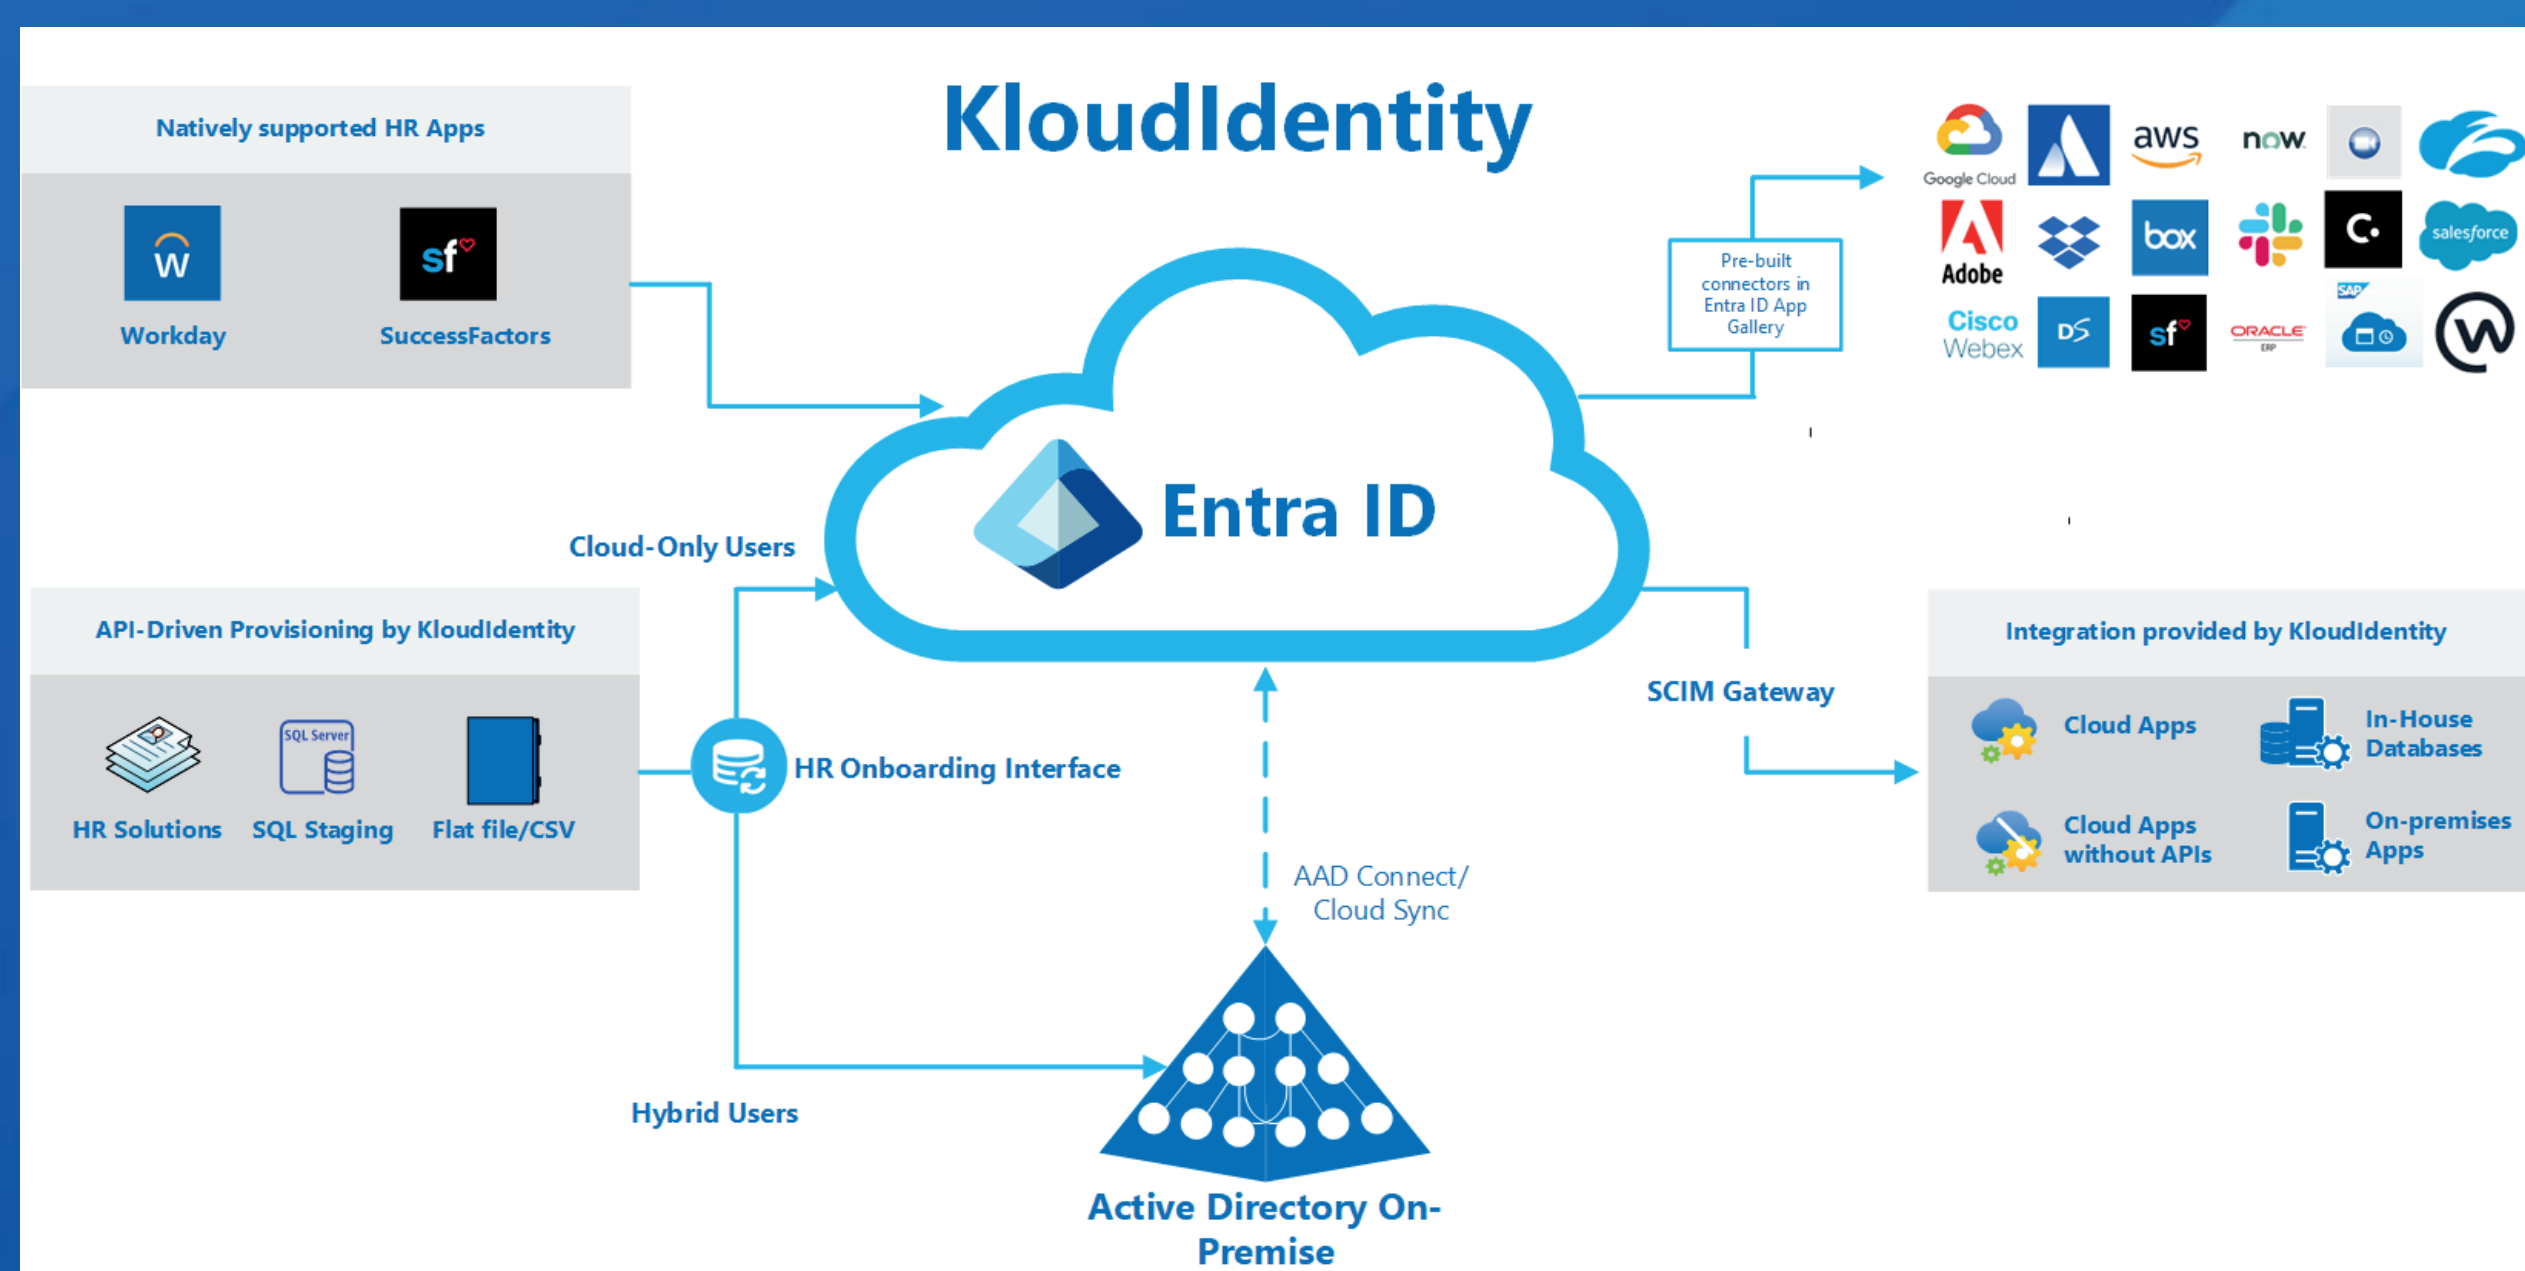 KloudIdentity
Natively supported HR Apps
W
sf
Workday
SuccessFactors
Pre-built
connectors in
Entra ID App
Gallery
Google Cloud
aws
now
Adobe
box
C.
salesforce
Cisco
Webex
DS
sf
ORACLE
ERP
SAP
W
Entra ID
Cloud-Only Users
API-Driven Provisioning by KloudIdentity
SQL Server
HR Solutions
SQL Staging
Flat file/CSV
HR Onboarding Interface
SCIM Gateway
Integration provided by KloudIdentity
Cloud Apps
In-House
Databases
Cloud Apps
without APIs
On-premises
Apps
AAD Connect/
Cloud Sync
Hybrid Users
Active Directory On-
Premise